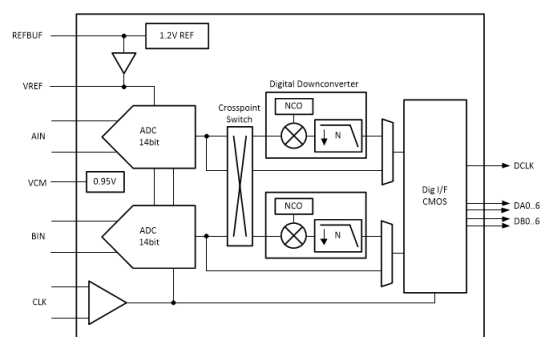 REFBUF
1.2V REF
VREF
Digital Downconverter
Crosspoint
Switch
NCO
AIN
ADC
14bit
N
VCM
0.95V
Dig I/F
CMOS
DCLK
DA0..6
DB0..6
NCO
BIN
ADC
14bit
N
CLK